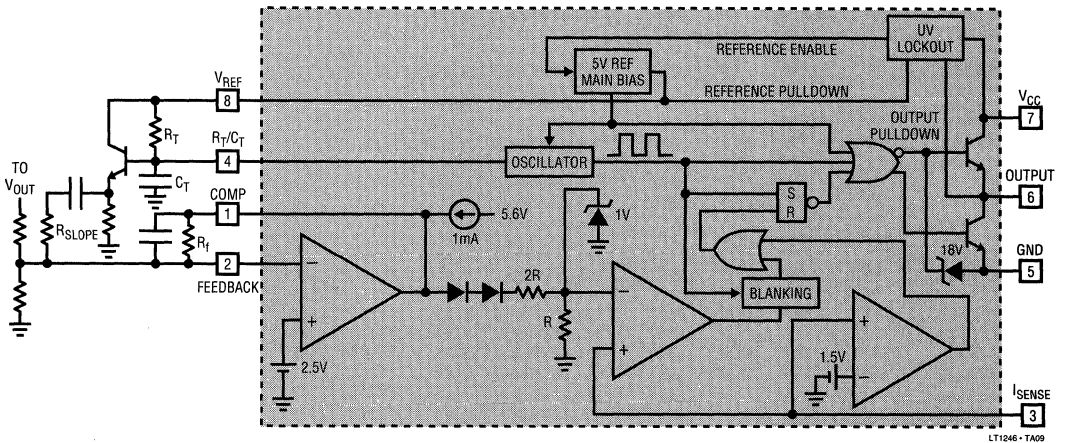 UV
LOCKOUT
REFERENCE ENABLE
5V REF
MAIN BIAS
REFERENCE PULLDOWN
VREF
8
VCC
7
OUTPUT
PULLDOWN
RT
RT/CT
4
OSCILLATOR
TO
VOUT
CT
COMP
1
5.6V
1mA
1V
S
R
OUTPUT
6
RSLOPE
Rf
2
FEEDBACK
18V
GND
5
2R
R
BLANKING
–
+
2.5V
–
+
+
–
1.5V
ISENSE
3
LT1246 • TA09